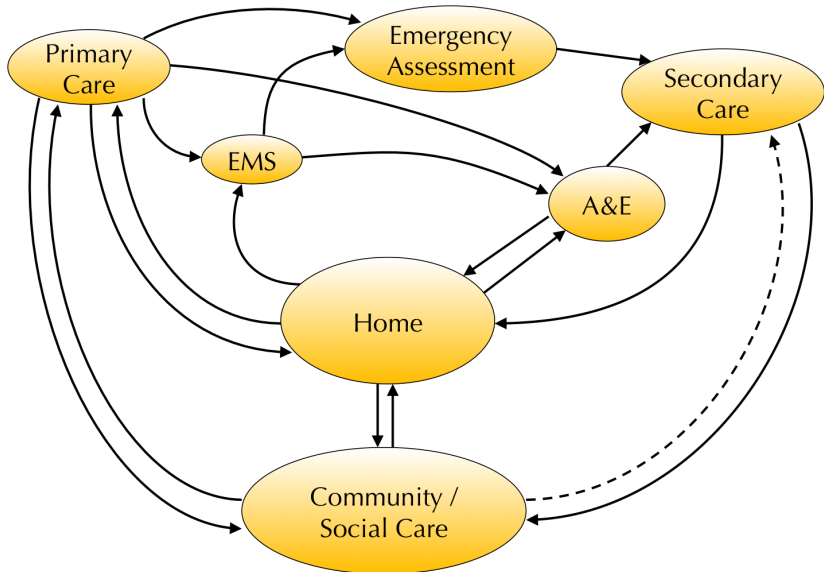 Primary
Care
Emergency
Assessment
Secondary
Care
EMS
A&E
Home
Community /
Social Care